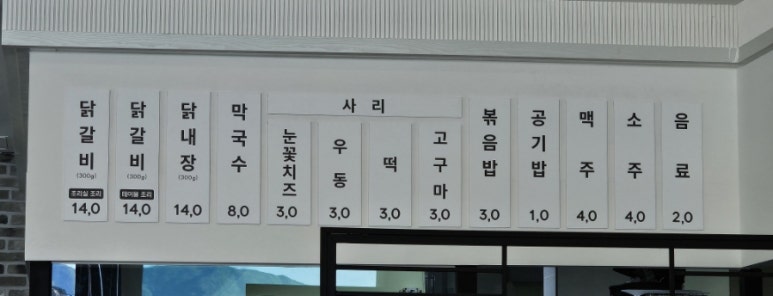 닭갈비
(300g)
조리실 조리
14,0
닭갈비
(300g)
테이블 조리
14,0
닭내장
(300g)
14,0
막국수
8,0
사리
눈꽃치즈
3,0
우동
3,0
떡
3,0
고구마
3,0
볶음밥
3,0
공기밥
1,0
맥주
4,0
소주
4,0
음료
2,0